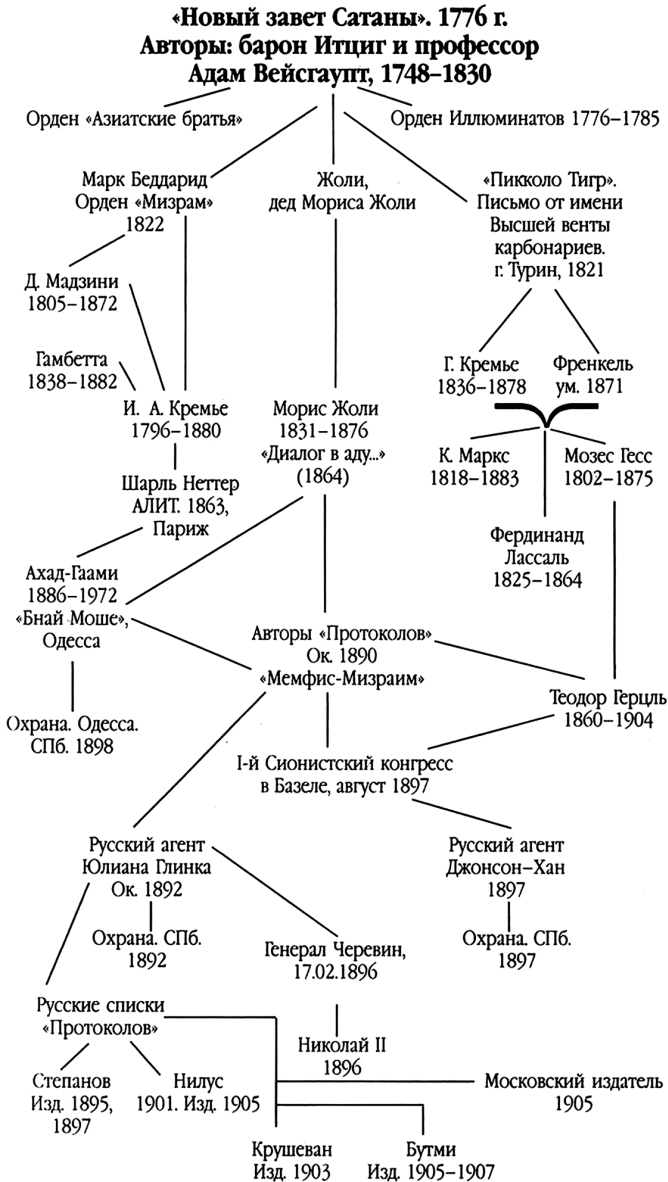 «Новый завет Сатаны». 1776 г.
Авторы: барон Итциг и профессор
Адам Вейсгаупт, 1748–1830
Орден «Азиатские братья»
Орден Иллюминатов 1776–1785
Марк Беддарид
Орден «Мизрам»
1822
Жоли,
дед Мориса Жоли
«Пикколо Тигр».
Письмо от имени
Высшей венты
карбонариев.
г. Турин, 1821
Д. Мадзини
1805–1872
Гамбетта
1838–1882
И. А. Кремье
1796–1880
Морис Жоли
1831–1876
«Диалог в аду...»
(1864)
Г. Кремье
1836–1878
Френкель
ум. 1871
К. Маркс
1818–1883
Мозес Гесс
1802–1875
Шарль Неттер
АЛИТ. 1863,
Париж
Фердинанд
Лассаль
1825–1864
Ахад-Гаами
1886–1972
«Бнай Моше»,
Одесса
Авторы «Протоколов»
Ок. 1890
«Мемфис-Мизраим»
Теодор Герцль
1860–1904
Охрана. Одесса.
СПб. 1898
I-й Сионистский конгресс
в Базеле, август 1897
Русский агент
Юлиана Глинка
Ок. 1892
Русский агент
Джонсон–Хан
1897
Охрана. СПб.
1892
Генерал Черевин,
17.02.1896
Охрана. СПб.
1897
Русские списки
«Протоколов»
Николай II
1896
Степанов
Изд. 1895,
1897
Нилус
1901. Изд. 1905
Московский издатель
1905
Крушеван
Изд. 1903
Бутми
Изд. 1905–1907